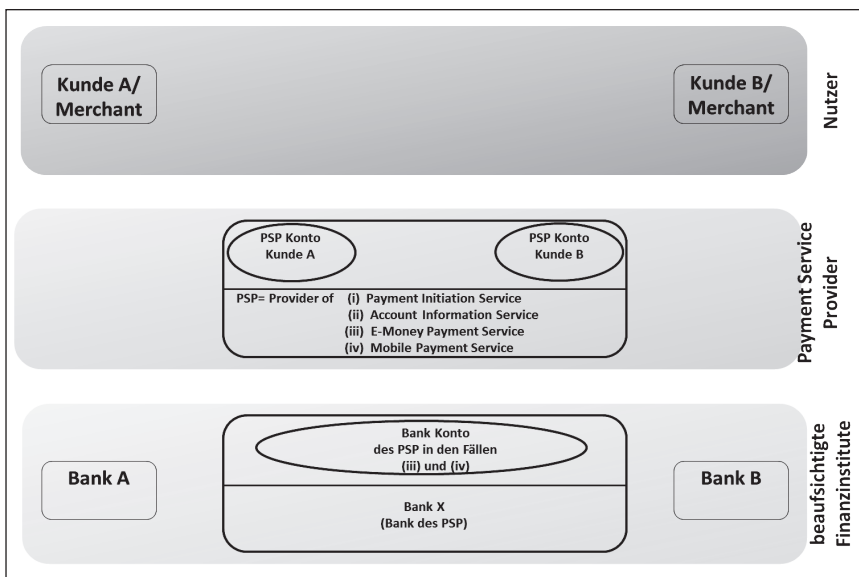 Kunde A/
Merchant
Kunde B/
Merchant
Nutzer
PSP Konto
Kunde A
PSP Konto
Kunde B
PSP= Provider of (i) Payment Initiation Service
(ii) Account Information Service
(iii) E-Money Payment Service
(iv) Mobile Payment Service
Payment Service
Provider
Bank A
Bank Konto
des PSP in den Fällen
(iii) und (iv)
Bank X
(Bank des PSP)
Bank B
beaufsichtigte
Finanzinstitute